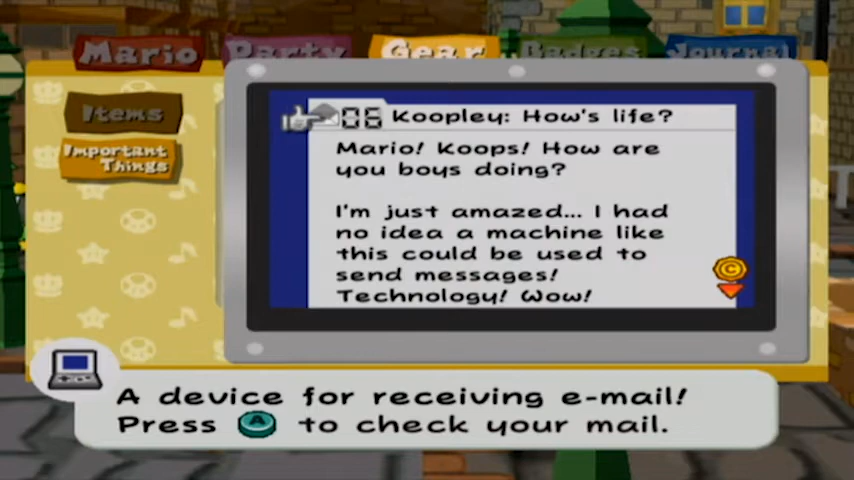 Mario
Party
Gear
Badges
Journal
Items
Important
Things
06 Koopley: How's life?
Mario! Koops! How are
you boys doing?
I'm just amazed... I had
no idea a machine like
this could be used to
send messages!
Technology! Wow!
C
A device for receiving e-mail!
Press A to check your mail.